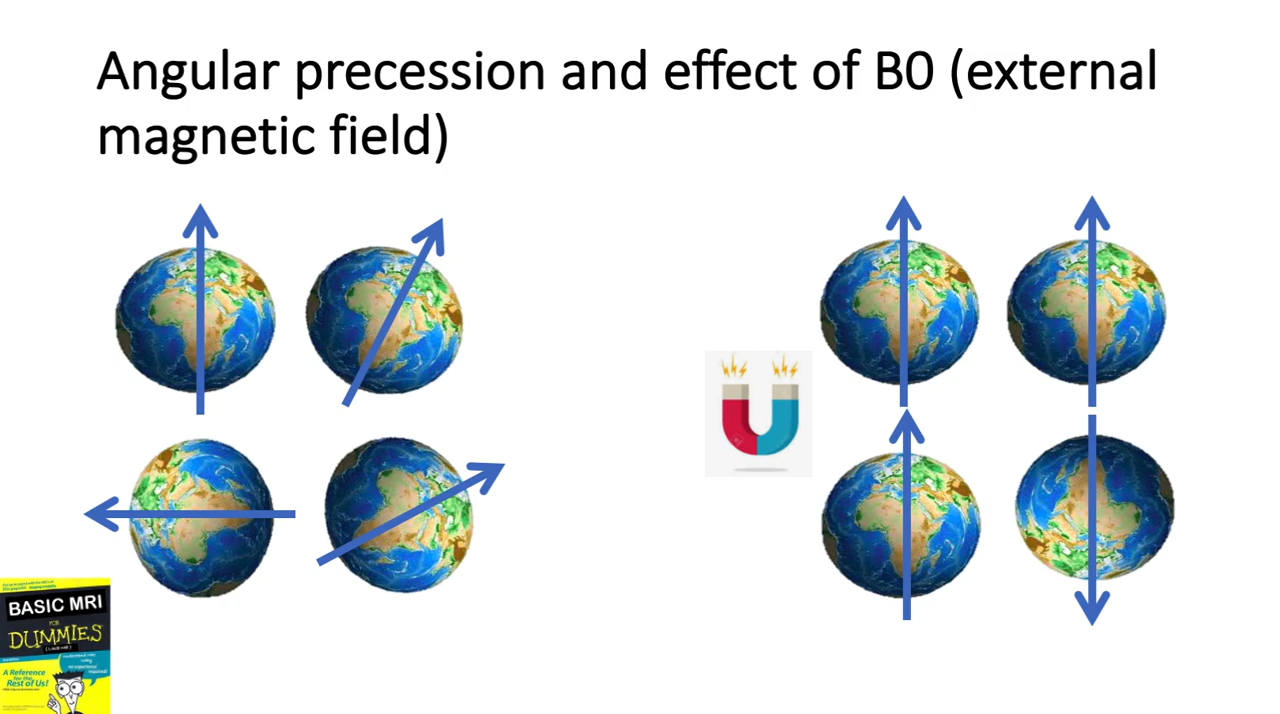 Angular precession and effect of B0 (external
magnetic field)
BASIC MRI
FOR
DUMMIES
A Reference
for the
Rest of Us!